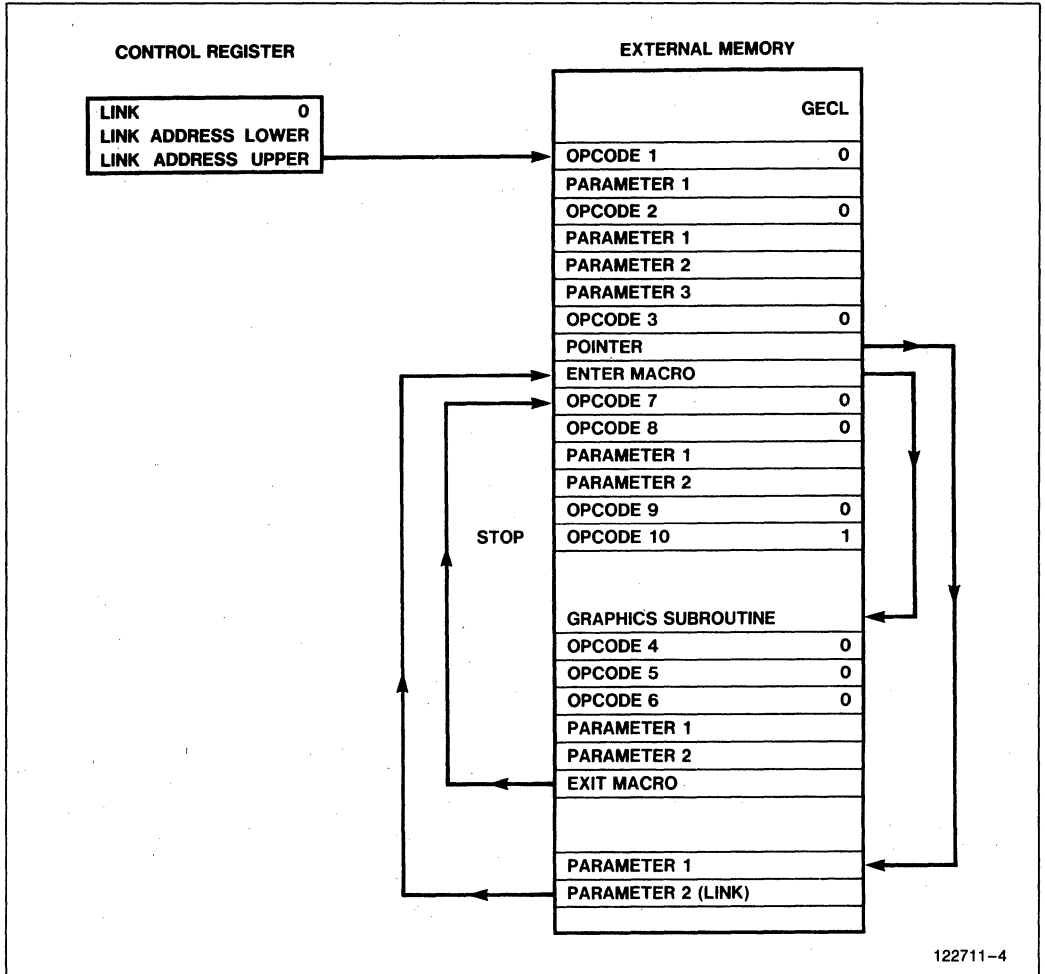 CONTROL REGISTER
LINK 0
LINK ADDRESS LOWER
LINK ADDRESS UPPER
EXTERNAL MEMORY
GECL
OPCODE 1 0
PARAMETER 1
OPCODE 2 0
PARAMETER 1
PARAMETER 2
PARAMETER 3
OPCODE 3 0
POINTER
ENTER MACRO
OPCODE 7 0
OPCODE 8 0
PARAMETER 1
PARAMETER 2
OPCODE 9 0
STOP OPCODE 10 1
GRAPHICS SUBROUTINE
OPCODE 4 0
OPCODE 5 0
OPCODE 6 0
PARAMETER 1
PARAMETER 2
EXIT MACRO
PARAMETER 1
PARAMETER 2 (LINK)
122711–4